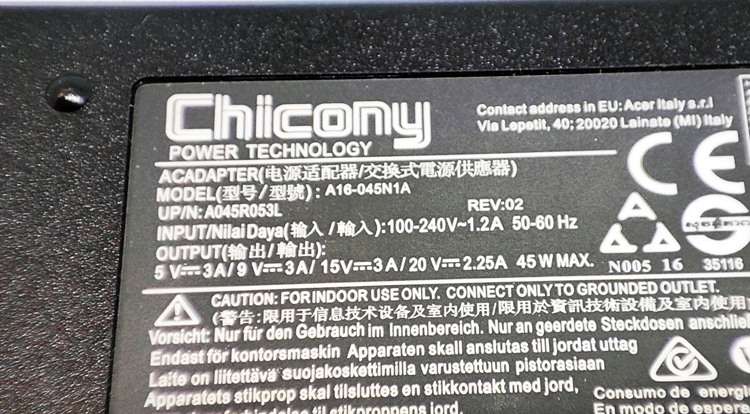 Chicony
POWER TECHNOLOGY
Contact address in EU: Acer Italy s.r.l
Via Lepetit, 40; 20020 Lainate (MI) Italy
ACADAPTER(电源适配器/交換式電源供應器)
MODEL(型号/型號) : A16-045N1A
UP/N: A045R053L REV:02
INPUT/NilaiDaya(输入/輸入):100-240V~1.2A 50-60 Hz
OUTPUT(输出/輸出):
5 V⎓3A/9 V⎓3A/ 15V⎓3A/20 V⎓2.25A 45W MAX.
CE
N005 16
35116
CAUTION: FOR INDOOR USE ONLY. CONNECT ONLY TO GROUNDED OUTLET.
(警告:限用于信息技术设备及室内使用/限用於資訊技術設備及室內使用
Vorsicht: Nur für den Gebrauch im Innenbereich. Nur an geerdete Steckdosen
Endast för kontorsmaskin Apparaten skall anslutas till jordat uttag
Laite on liitettävä suojakoskettimilla varustettuun pistorasiaan
Apparatets stikprop skal tilsluttes en stikkontakt med jord,
Consumo de
En modo de